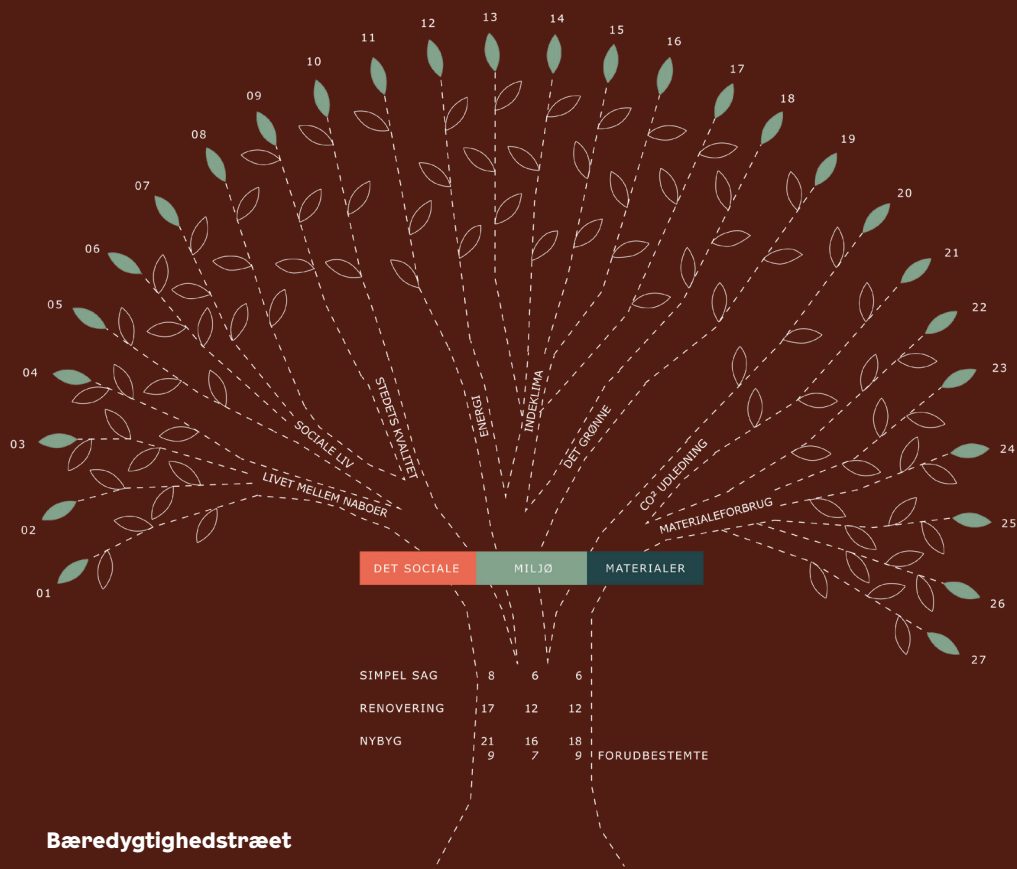 01
02
03
04
05
06
07
08
09
10
11
12
13
14
15
16
17
18
19
20
21
22
23
24
25
26
27
LIVET MELLEM NABOER
SOCIALE LIV
STEDETS KVALITET
ENERGI
INDEKLIMA
DET GRØNNE
CO² UDLEDNING
MATERIALEFORBRUG
DET SOCIALE MILJØ MATERIALER
SIMPEL SAG 8 6 6
RENOVERING 17 12 12
NYBYG 21 16 18
9 7 9 FORUDBESTEMTE
Bæredygtighedstræet